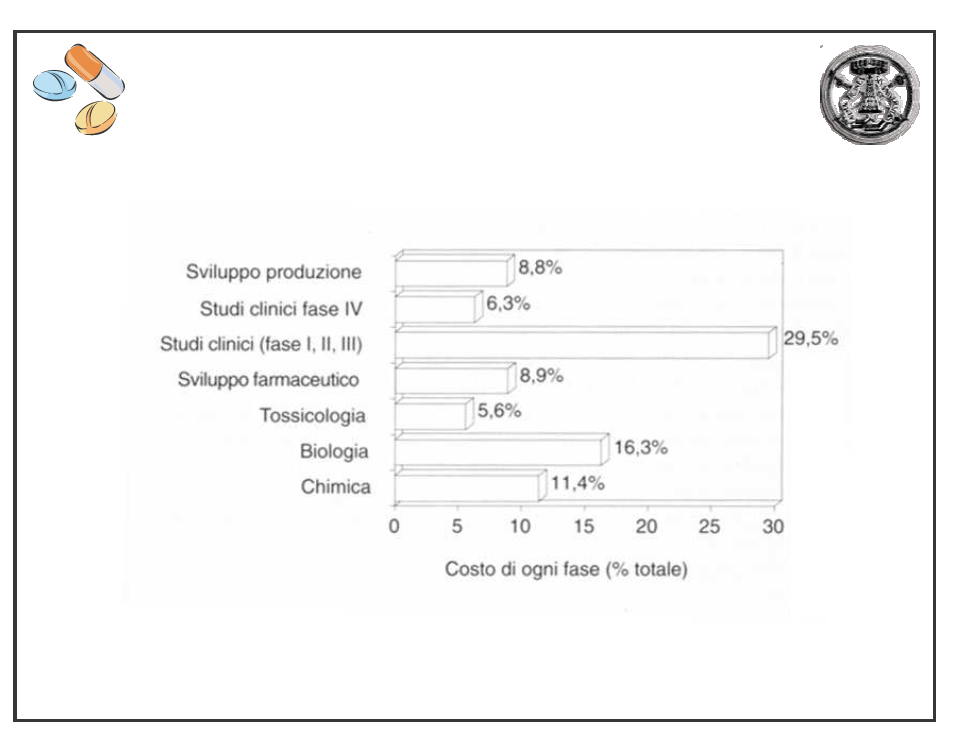 Sviluppo produzione 8,8%
Studi clinici fase IV 6,3%
Studi clinici (fase I, II, III) 29,5%
Sviluppo farmaceutico 8,9%
Tossicologia 5,6%
Biologia 16,3%
Chimica 11,4%
0 5 10 15 20 25 30
Costo di ogni fase (% totale)